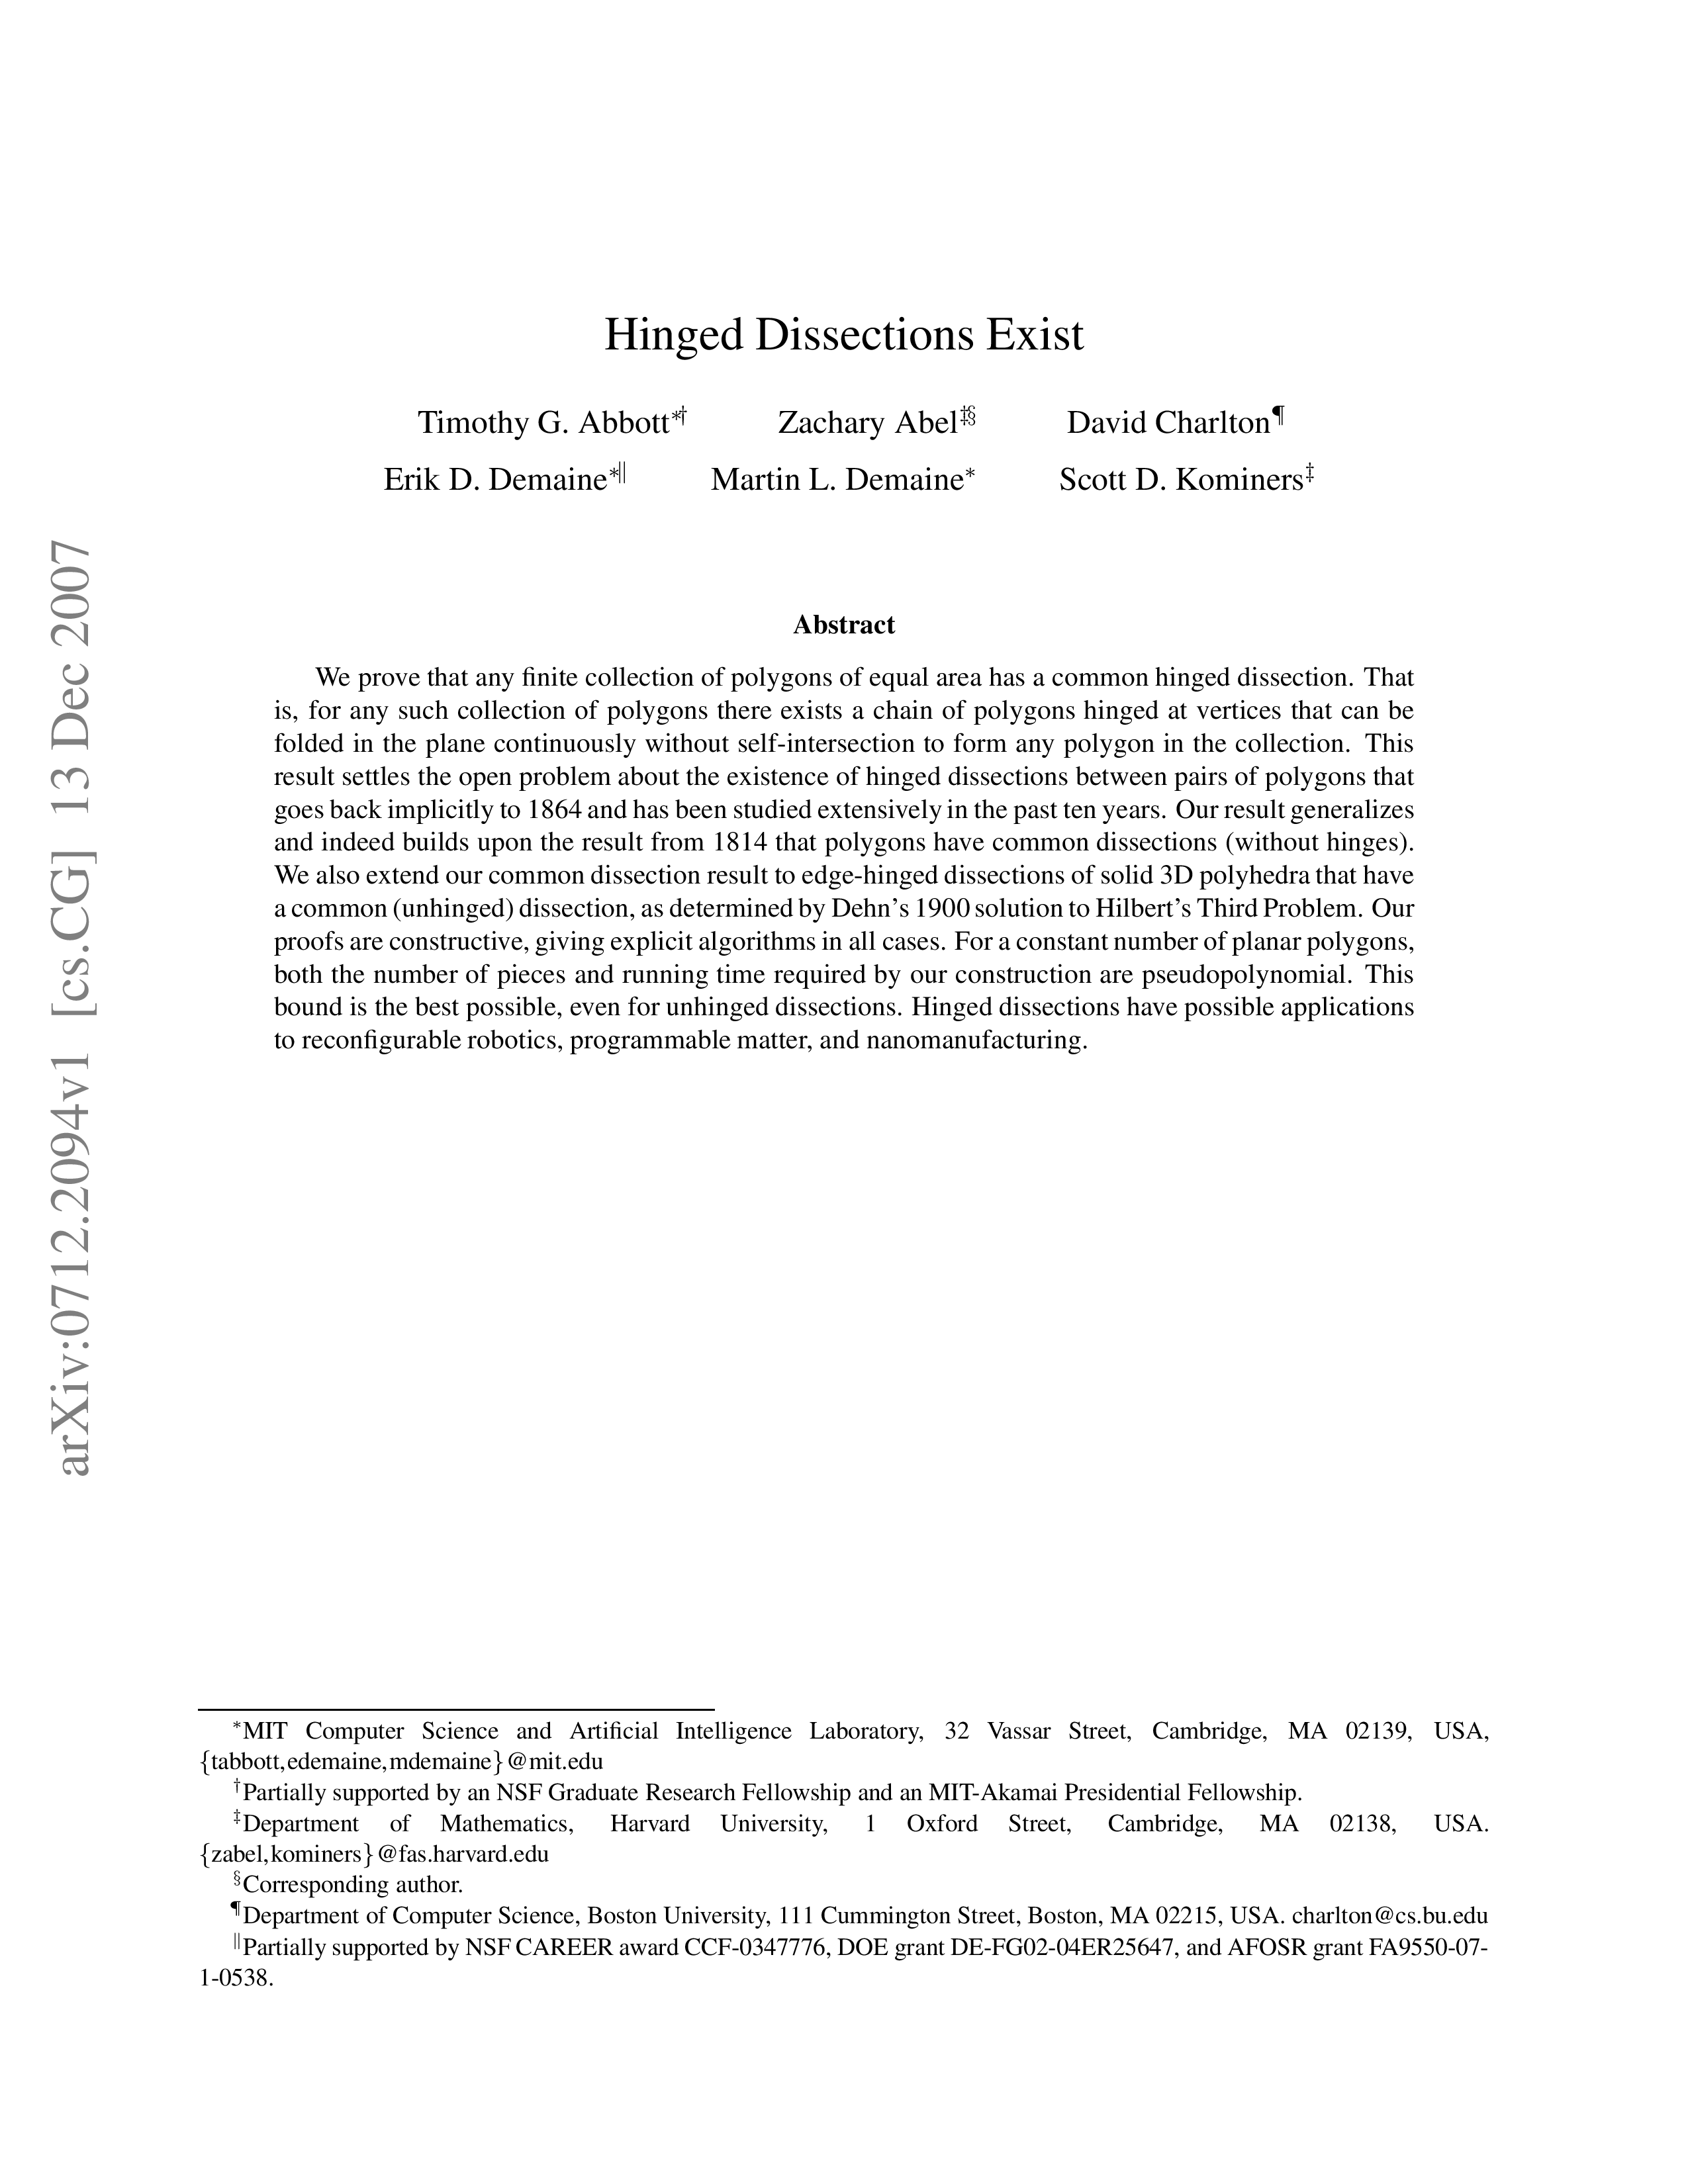 Hinged Dissections Exist
Timothy G. Abbott*† Zachary Abel‡§ David Charlton¶
Erik D. Demaine*‖ Martin L. Demaine* Scott D. Kominers‡
Abstract
We prove that any finite collection of polygons of equal area has a common hinged dissection. That
is, for any such collection of polygons there exists a chain of polygons hinged at vertices that can be
folded in the plane continuously without self-intersection to form any polygon in the collection. This
result settles the open problem about the existence of hinged dissections between pairs of polygons that
goes back implicitly to 1864 and has been studied extensively in the past ten years. Our result generalizes
and indeed builds upon the result from 1814 that polygons have common dissections (without hinges).
We also extend our common dissection result to edge-hinged dissections of solid 3D polyhedra that have
a common (unhinged) dissection, as determined by Dehn's 1900 solution to Hilbert's Third Problem. Our
proofs are constructive, giving explicit algorithms in all cases. For a constant number of planar polygons,
both the number of pieces and running time required by our construction are pseudopolynomial. This
bound is the best possible, even for unhinged dissections. Hinged dissections have possible applications
to reconfigurable robotics, programmable matter, and nanomanufacturing.
*MIT Computer Science and Artificial Intelligence Laboratory, 32 Vassar Street, Cambridge, MA 02139, USA,
{tabbott,edemaine,mdemaine}@mit.edu
†Partially supported by an NSF Graduate Research Fellowship and an MIT-Akamai Presidential Fellowship.
‡Department of Mathematics, Harvard University, 1 Oxford Street, Cambridge, MA 02138, USA.
{zabel,kominers}@fas.harvard.edu
§Corresponding author.
¶Department of Computer Science, Boston University, 111 Cummington Street, Boston, MA 02215, USA. charlton@cs.bu.edu
‖Partially supported by NSF CAREER award CCF-0347776, DOE grant DE-FG02-04ER25647, and AFOSR grant FA9550-07-
1-0538.
arXiv:0712.2094v1 [cs.CG] 13 Dec 2007